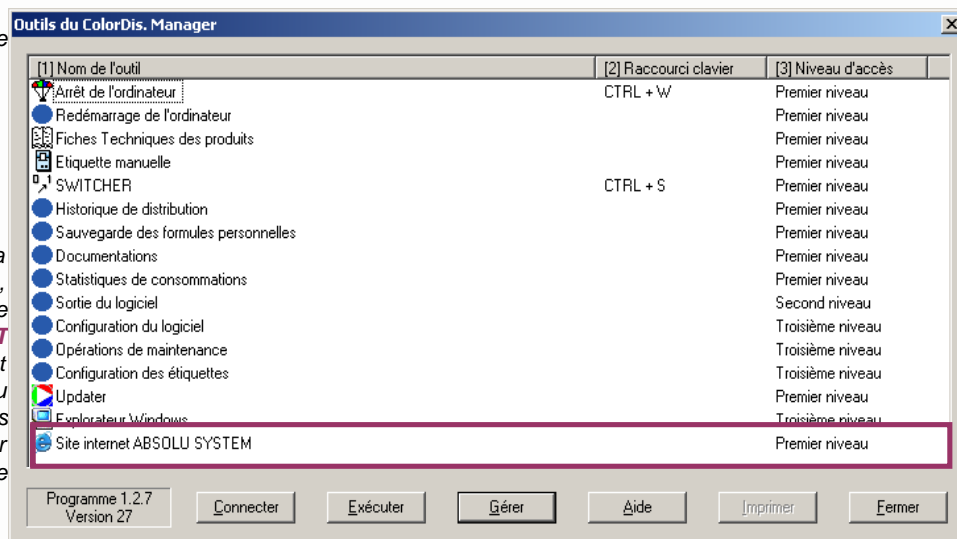 Outils du ColorDis. Manager
[1] Nom de l'outil [2] Raccourci clavier [3] Niveau d'accès
Arrêt de l'ordinateur CTRL + W Premier niveau
Redémarrage de l'ordinateur Premier niveau
Fiches Techniques des produits Premier niveau
Etiquette manuelle Premier niveau
SWITCHER CTRL + S Premier niveau
Historique de distribution Premier niveau
Sauvegarde des formules personnelles Premier niveau
Documentations Premier niveau
Statistiques de consommations Premier niveau
Sortie du logiciel Second niveau
Configuration du logiciel Troisième niveau
Opérations de maintenance Troisième niveau
Configuration des étiquettes Troisième niveau
Updater Premier niveau
Explorateur Windows Troisième niveau
Site internet ABSOLU SYSTEM Premier niveau
Programme 1.2.7
Version 27
Connecter Exécuter Gérer Aide Imprimer Fermer